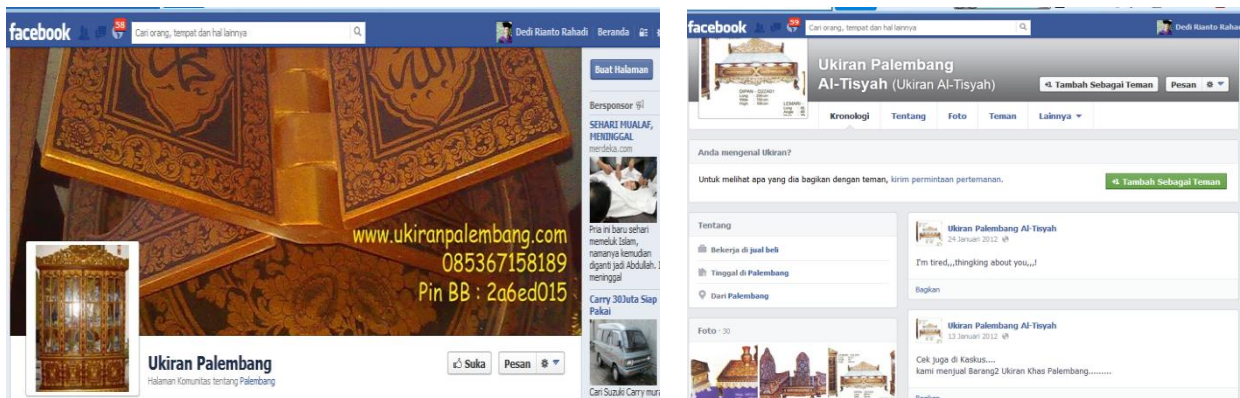 facebook
58
Cari orang, tempat dan hal lainnya
Dedi Rianto Rahadi
Beranda
Buat Halaman
Bersponsor
SEHARI MUALAF,
MENINGGAL
merdeka.com
Pria ini baru sehari
memeluk Islam,
namanya kemudian
diganti jadi Abdullah.
meninggal
Carry 30Juta Siap
Pakai
Cari Suzuki Carry
www.ukiranpalembang.com
085367158189
Pin BB : 2a6ed015
Ukiran Palembang
Halaman Komunitas tentang Palembang
Suka
Pesan
facebook
59
Cari orang, tempat dan hal lainnya
Dedi Rianto
Ukiran Palembang
Al-Tisyah (Ukiran Al-Tisyah)
Tambah Sebagai Teman
Pesan
Kronologi Tentang Foto Teman Lainnya
Anda mengenal Ukiran?
Untuk melihat apa yang dia bagikan dengan teman, kirim permintaan pertemanan.
Tambah Sebagai Teman
Tentang
Bekerja di jual beli
Tinggal di Palembang
Dari Palembang
Foto · 30
Ukiran Palembang Al-Tisyah
24 Januari 2012
I'm tired,,,thingking about you,,,!
Bagikan
Ukiran Palembang Al-Tisyah
13 Januari 2012
Cek juga di Kaskus....
kami menjual Barang2 Ukiran Khas Palembang.........